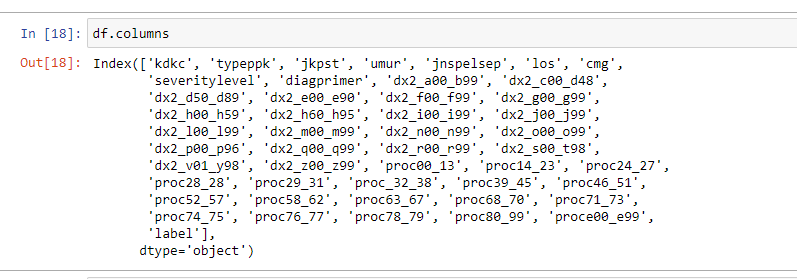 In [18]: df.columns
Out[18]: Index(['kdkc', 'typeppk', 'jkpst', 'umur', 'jnspelsep', 'los', 'cmg',
'severitylevel', 'diagprimer', 'dx2_a00_b99', 'dx2_c00_d48',
'dx2_d50_d89', 'dx2_e00_e90', 'dx2_f00_f99', 'dx2_g00_g99',
'dx2_h00_h59', 'dx2_h60_h95', 'dx2_i00_i99', 'dx2_j00_j99',
'dx2_l00_l99', 'dx2_m00_m99', 'dx2_n00_n99', 'dx2_o00_o99',
'dx2_p00_p96', 'dx2_q00_q99', 'dx2_r00_r99', 'dx2_s00_t98',
'dx2_v01_y98', 'dx2_z00_z99', 'proc00_13', 'proc14_23', 'proc24_27',
'proc28_28', 'proc29_31', 'proc_32_38', 'proc39_45', 'proc46_51',
'proc52_57', 'proc58_62', 'proc63_67', 'proc68_70', 'proc71_73',
'proc74_75', 'proc76_77', 'proc78_79', 'proc80_99', 'proce00_e99',
'label'],
dtype='object')